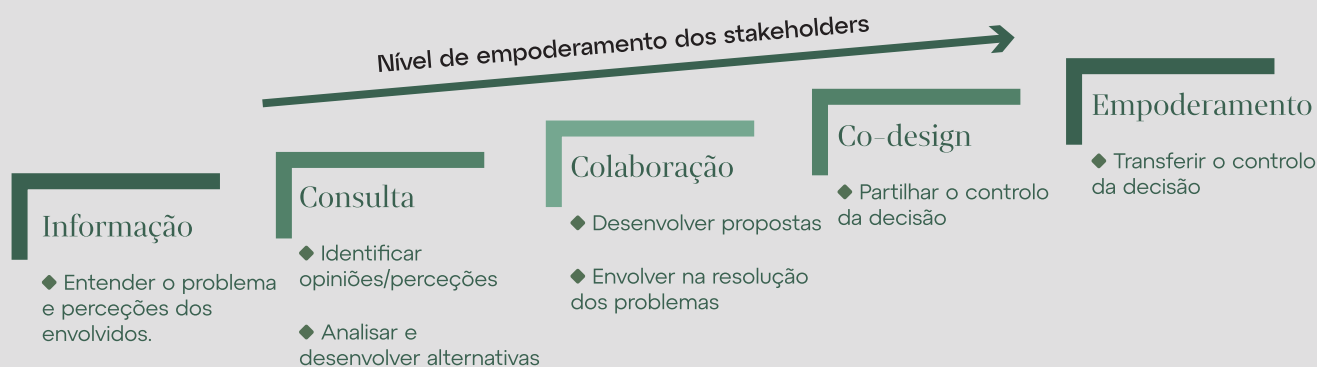 Nível de empoderamento dos stakeholders
Informação
◆ Entender o problema
e perceções dos
envolvidos.
Consulta
◆ Identificar
opiniões/perceções
◆ Analisar e
desenvolver alternativas
Colaboração
◆ Desenvolver propostas
◆ Envolver na resolução
dos problemas
Co-design
◆ Partilhar o controlo
da decisão
Empoderamento
◆ Transferir o controlo
da decisão